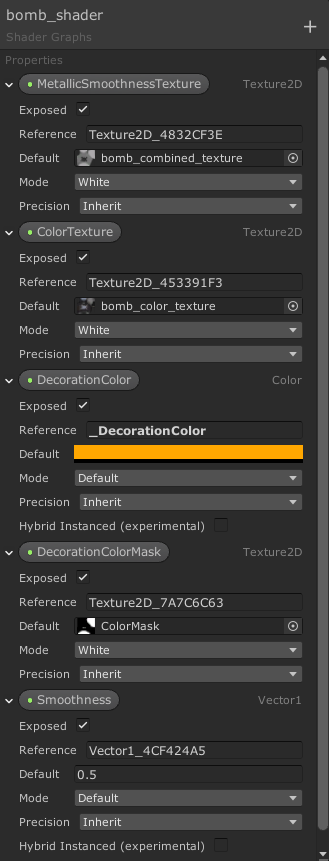 bomb_shader
Shader Graphs
+
Properties
MetallicSmoothnessTexture Texture2D
Exposed
Reference Texture2D_4832CF3E
Default bomb_combined_texture
Mode White
Precision Inherit
ColorTexture Texture2D
Exposed
Reference Texture2D_453391F3
Default bomb_color_texture
Mode White
Precision Inherit
DecorationColor Color
Exposed
Reference _DecorationColor
Default
Mode Default
Precision Inherit
Hybrid Instanced (experimental)
DecorationColorMask Texture2D
Exposed
Reference Texture2D_7A7C6C63
Default ColorMask
Mode White
Precision Inherit
Smoothness Vector1
Exposed
Reference Vector1_4CF424A5
Default 0.5
Mode Default
Precision Inherit
Hybrid Instanced (experimental)